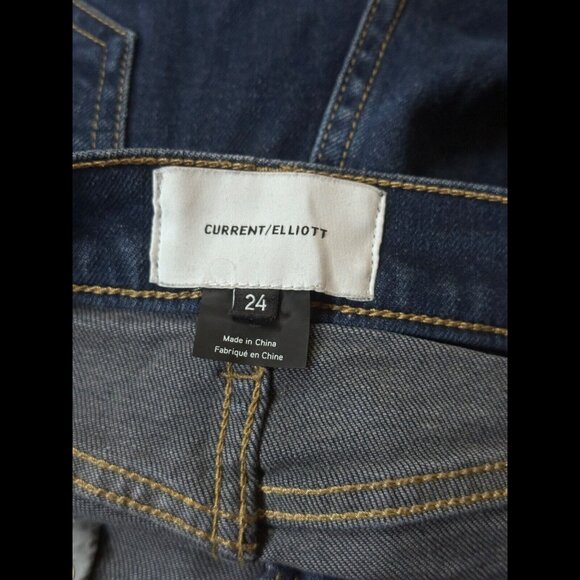 CURRENT/ELLIOTT
24
Made in China
Fabriqué en Chine